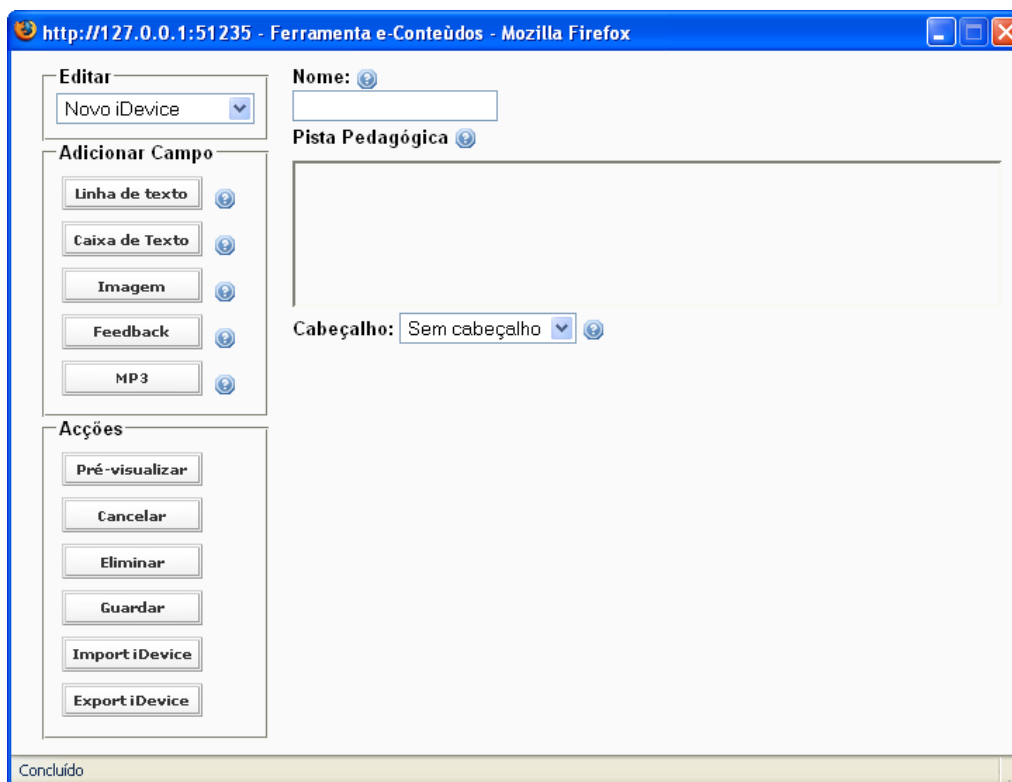 http://127.0.0.1:51235 - Ferramenta e-Conteùdos - Mozilla Firefox
Editar
Novo iDevice
Adicionar Campo
Linha de texto
Caixa de Texto
Imagem
Feedback
MP3
Acções
Pré-visualizar
Cancelar
Eliminar
Guardar
Import iDevice
Export iDevice
Nome:
Pista Pedagógica
Cabeçalho: Sem cabeçalho
Concluído